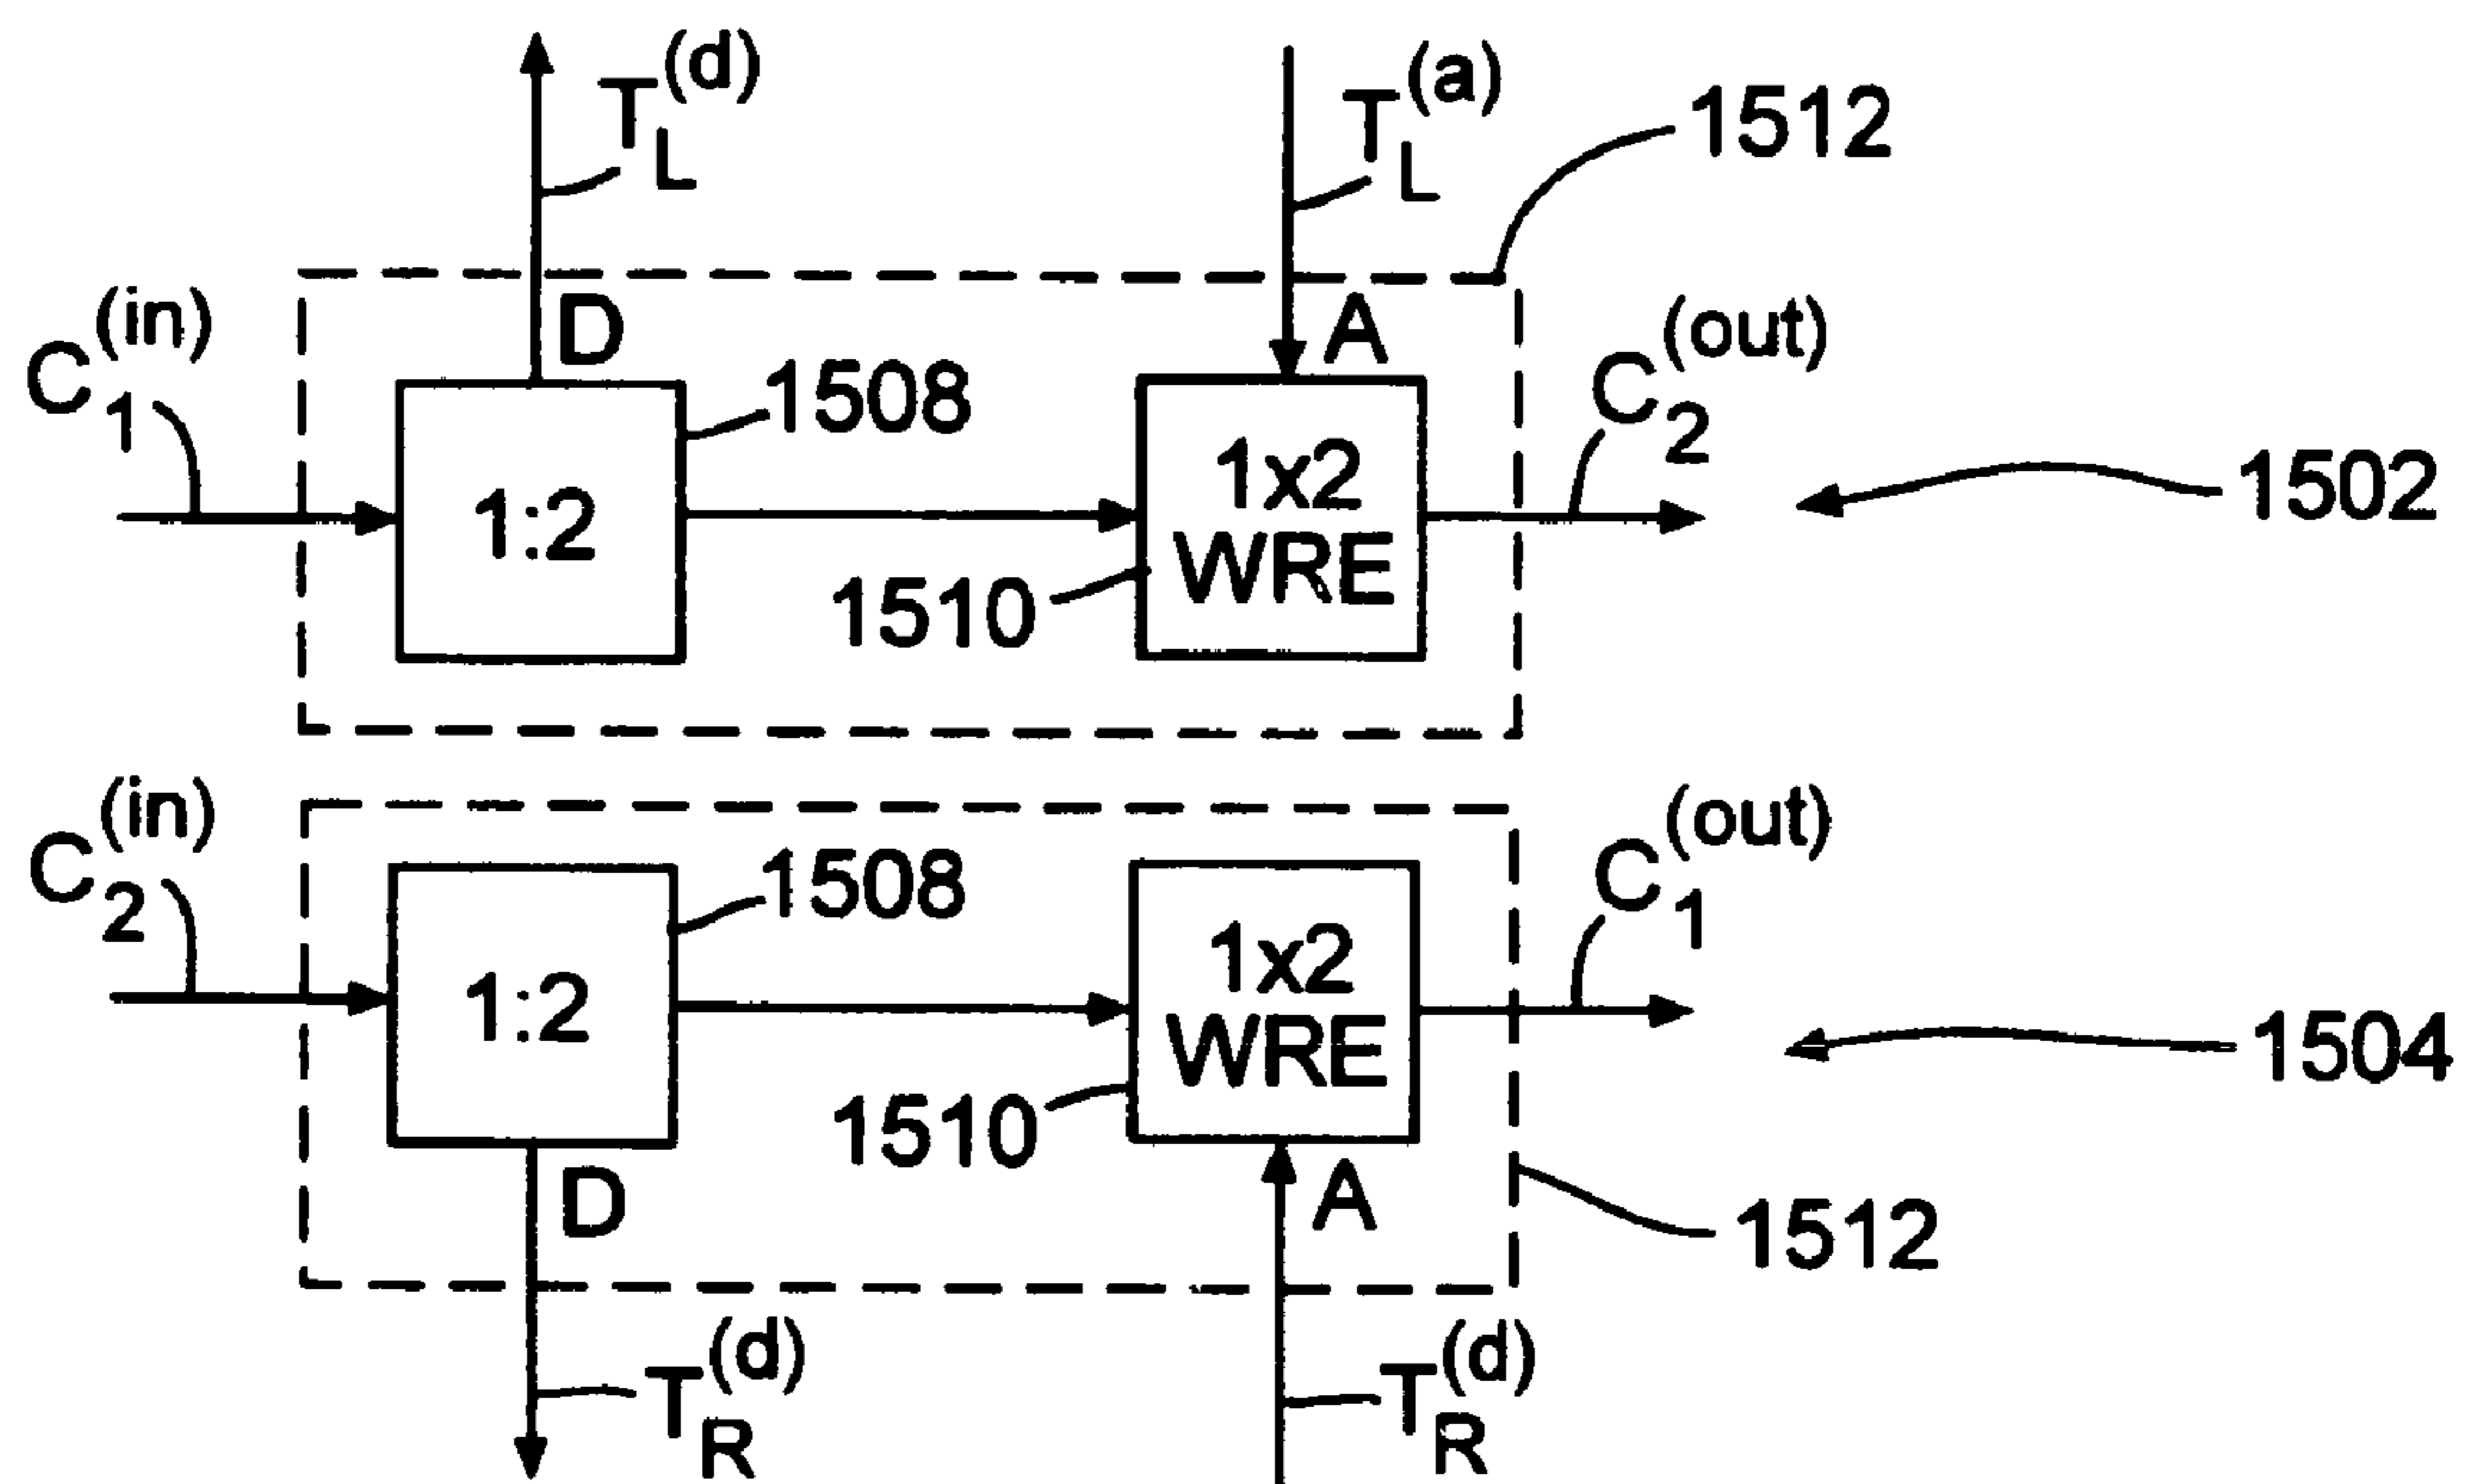 T_L^(d)
T_L^(a)
1512
C_1^(in)
D
A
C_2^(out)
1508
1:2
1x2
WRE
1502
1510
C_2^(in)
C_1^(out)
1508
1:2
1x2
WRE
1504
1510
D
A
1512
T_R^(d)
T_R^(d)